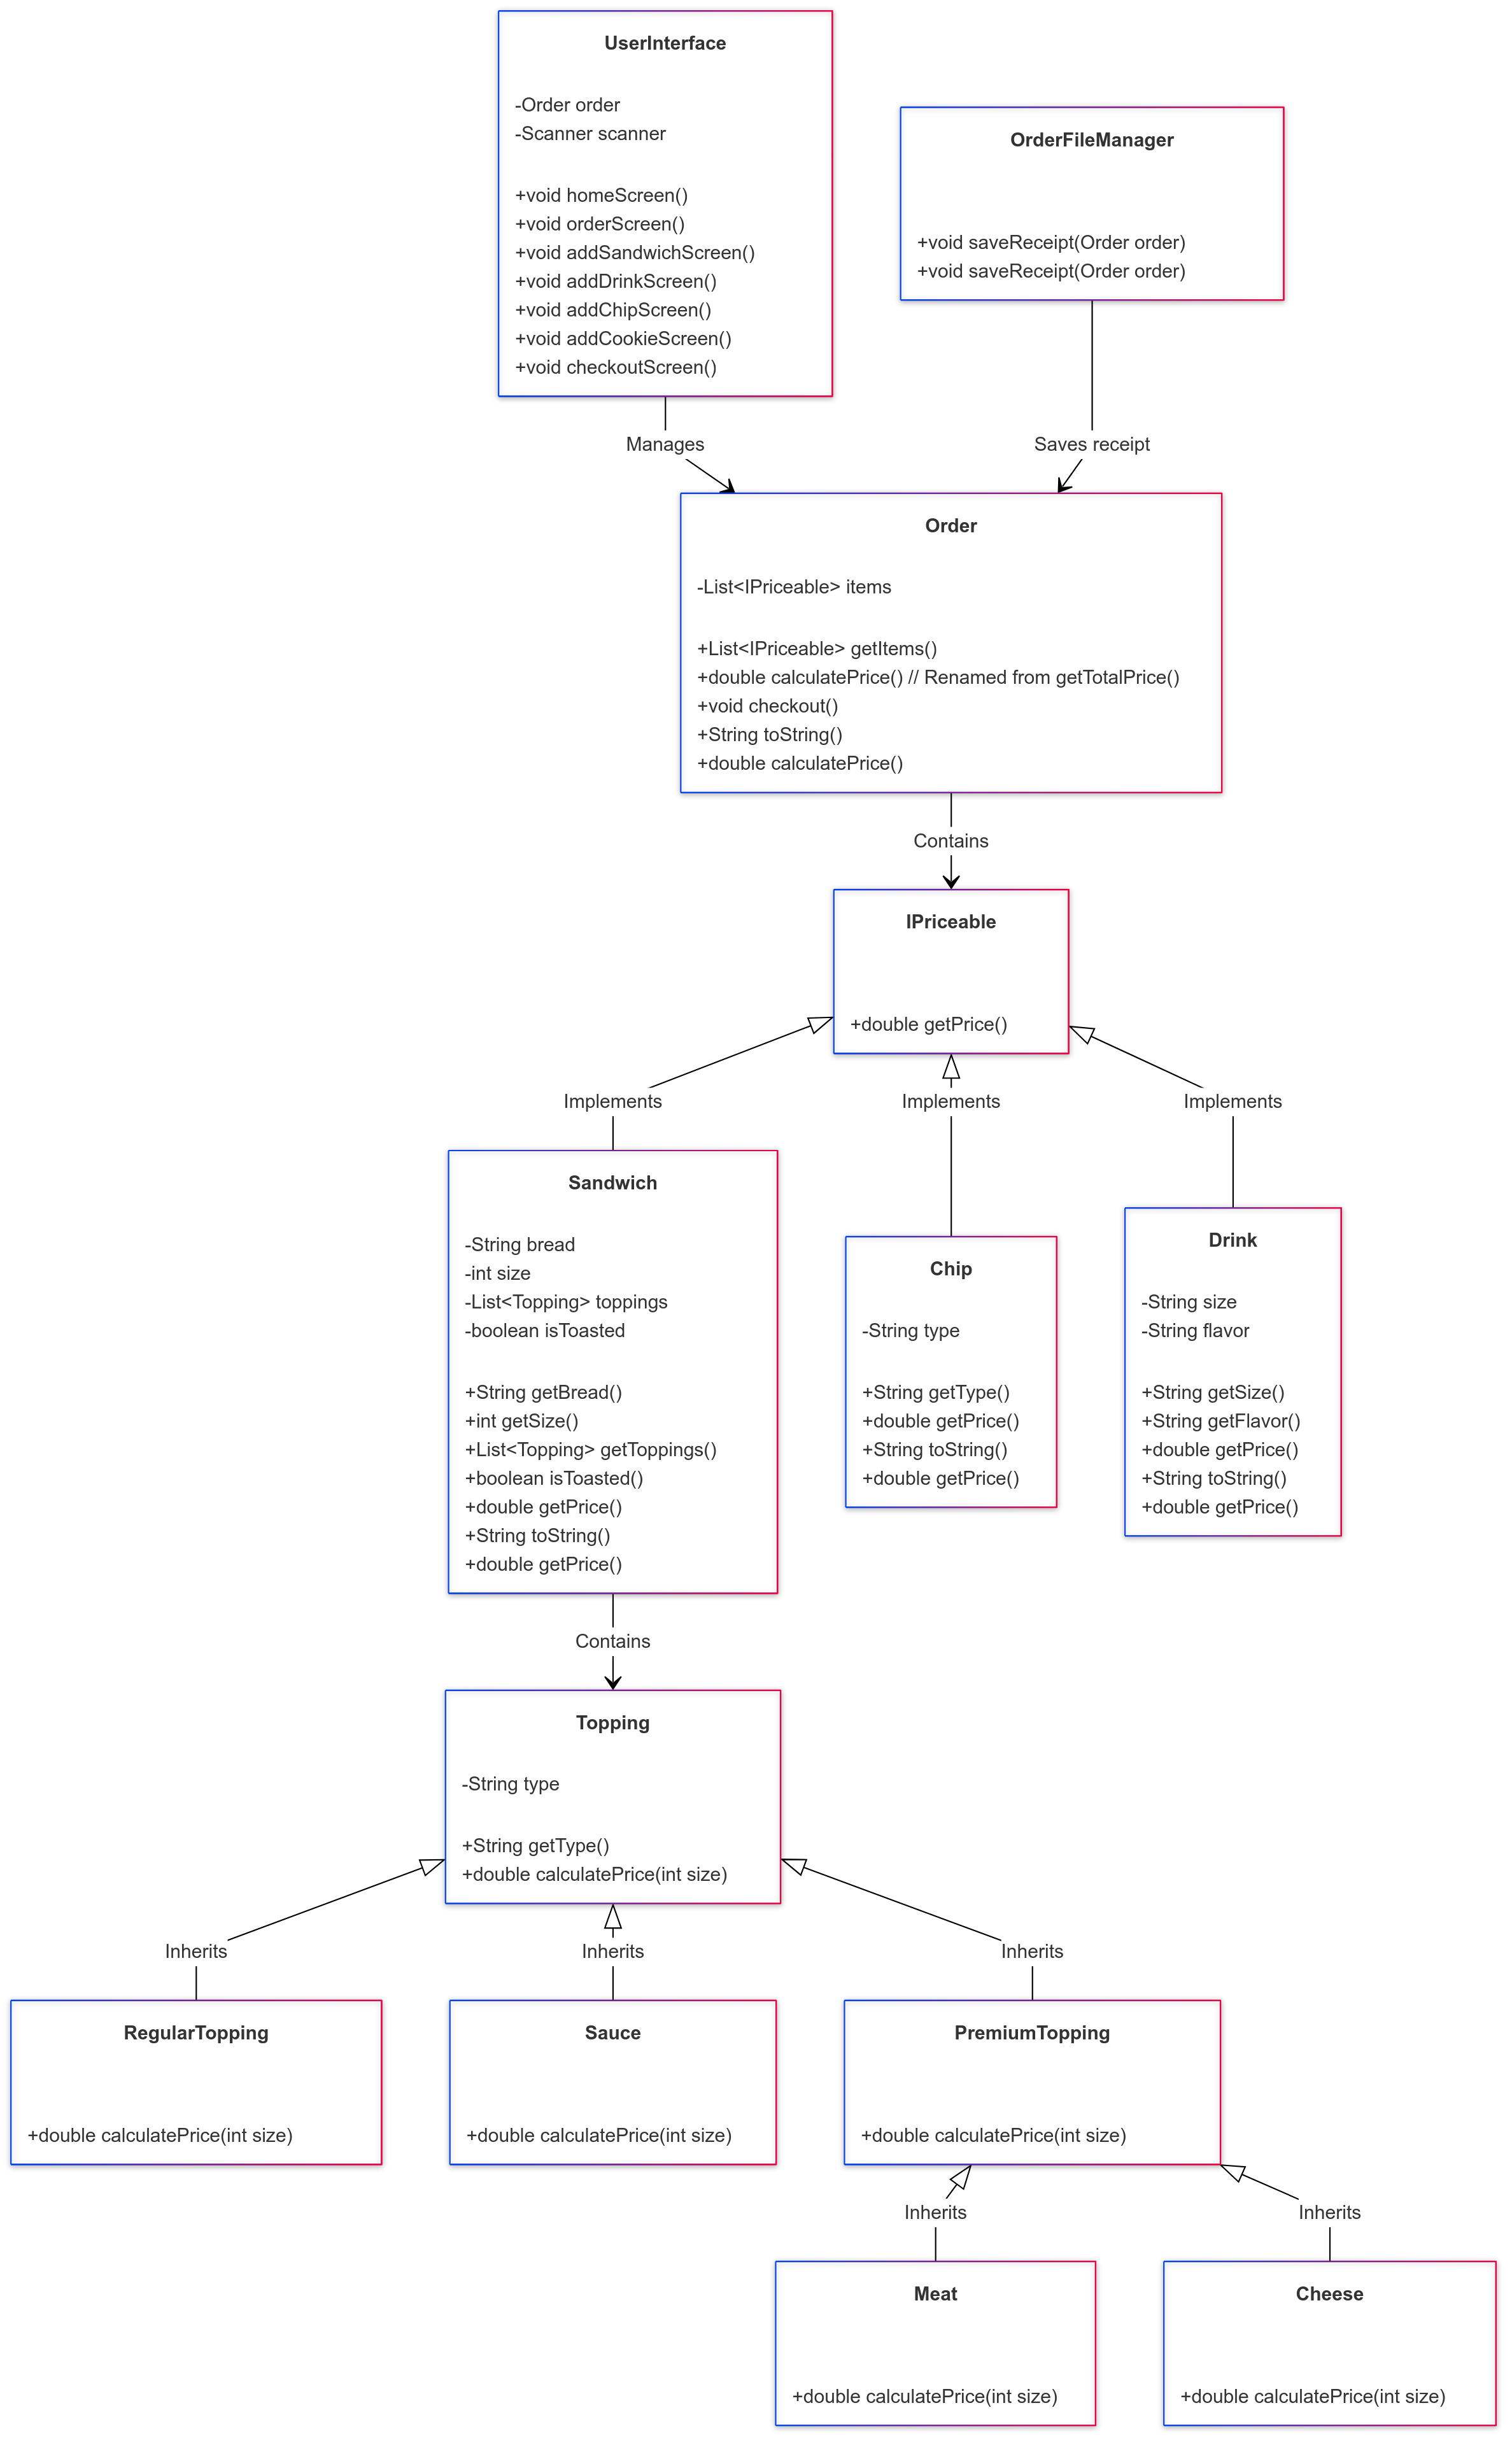 UserInterface
-Order order
-Scanner scanner
+void homeScreen()
+void orderScreen()
+void addSandwichScreen()
+void addDrinkScreen()
+void addChipScreen()
+void addCookieScreen()
+void checkoutScreen()
OrderFileManager
+void saveReceipt(Order order)
+void saveReceipt(Order order)
Manages
Saves receipt
Order
-List<IPriceable> items
+List<IPriceable> getItems()
+double calculatePrice() // Renamed from getTotalPrice()
+void checkout()
+String toString()
+double calculatePrice()
Contains
IPriceable
+double getPrice()
Implements
Implements
Implements
Sandwich
-String bread
-int size
-List<Topping> toppings
-boolean isToasted
+String getBread()
+int getSize()
+List<Topping> getToppings()
+boolean isToasted()
+double getPrice()
+String toString()
+double getPrice()
Chip
-String type
+String getType()
+double getPrice()
+String toString()
+double getPrice()
Drink
-String size
-String flavor
+String getSize()
+String getFlavor()
+double getPrice()
+String toString()
+double getPrice()
Contains
Topping
-String type
+String getType()
+double calculatePrice(int size)
Inherits
Inherits
Inherits
RegularTopping
+double calculatePrice(int size)
Sauce
+double calculatePrice(int size)
PremiumTopping
+double calculatePrice(int size)
Inherits
Inherits
Meat
+double calculatePrice(int size)
Cheese
+double calculatePrice(int size)